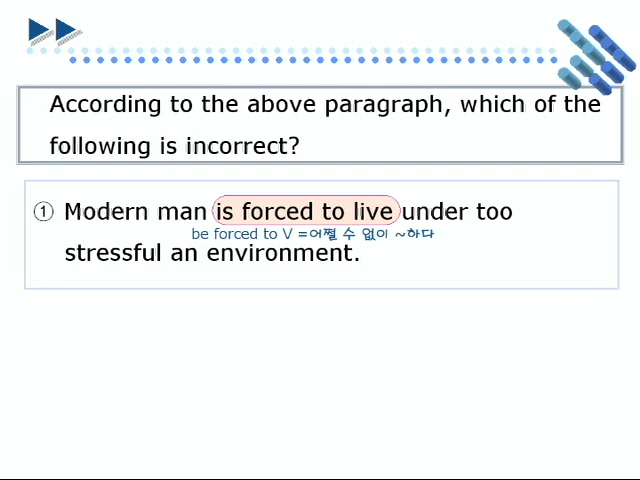 According to the above paragraph, which of the
following is incorrect?
① Modern man is forced to live under too
be forced to V =어쩔 수 없이 ~하다
stressful an environment.